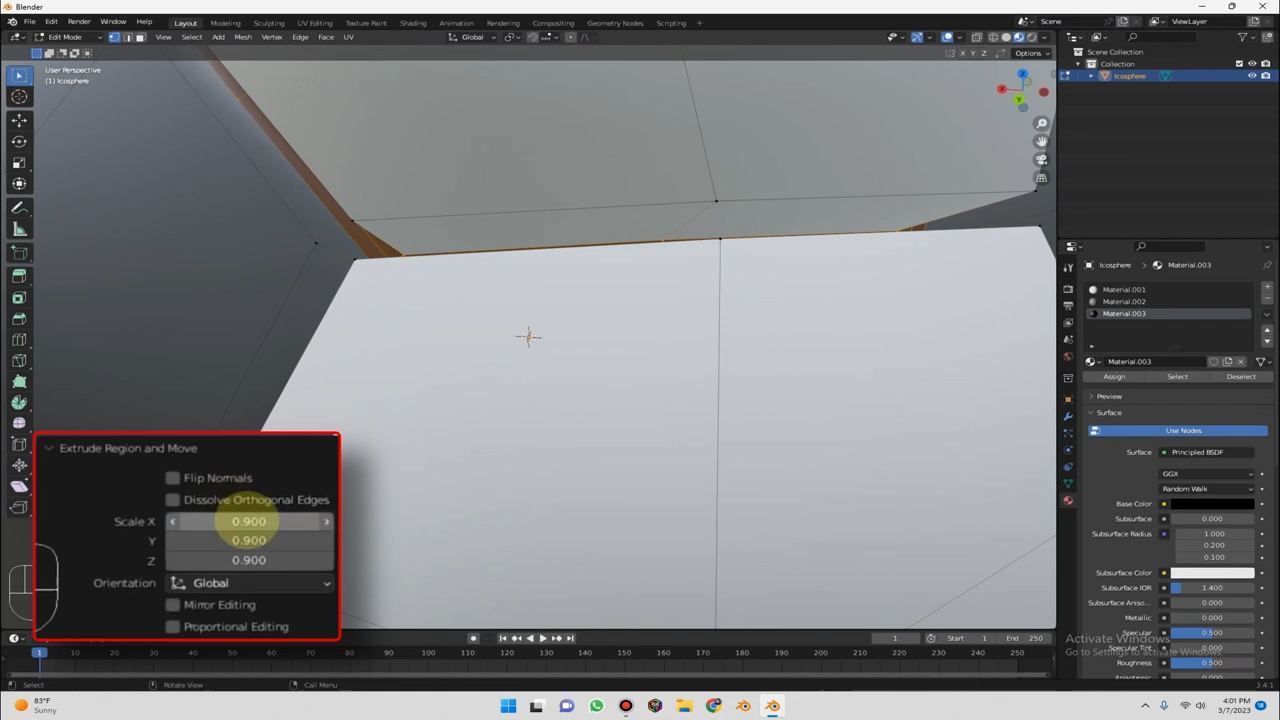 Blender
File Edit Render Window Help Layout Modeling Sculpting UV Editing Texture Paint Shading Animation Rendering Compositing Geometry Nodes Scripting + Scene ViewLayer
Edit Mode View Select Add Mesh Vertex Edge Face UV Global
X Y Z Options
User Perspective
(1) Icosphere
Scene Collection
Collection
Icosphere
Z
X
Y
Icosphere > Material.003
Material.001
Material.002
Material.003
Material.003
Assign Select Deselect
Preview
Surface
Use Nodes
Surface Principled BSDF
GGX
Random Walk
Base Color
Subsurface 0.000
Subsurface Radius 1.000
0.200
0.100
Subsurface Color
Subsurface IOR 1.400
Subsurface Aniso... 0.000
Metallic 0.000
Specular 0.500
Specular Tint 0.000
Roughness 0.500
Anisotropic 0.000
Extrude Region and Move
Flip Normals
Dissolve Orthogonal Edges
Scale X 0.900
Y 0.900
Z 0.900
Orientation Global
Mirror Editing
Proportional Editing
1 Start 1 End 250
1 10 20 30 40 50 60 70 80 90 100 110 120 130 140 150 160 170 180 190 200 210 220 230 240 250
Activate Windows
Go to Settings to activate Windows.
Select Rotate View Call Menu 3.4.1
83°F
Sunny
4:01 PM
3/7/2023
18